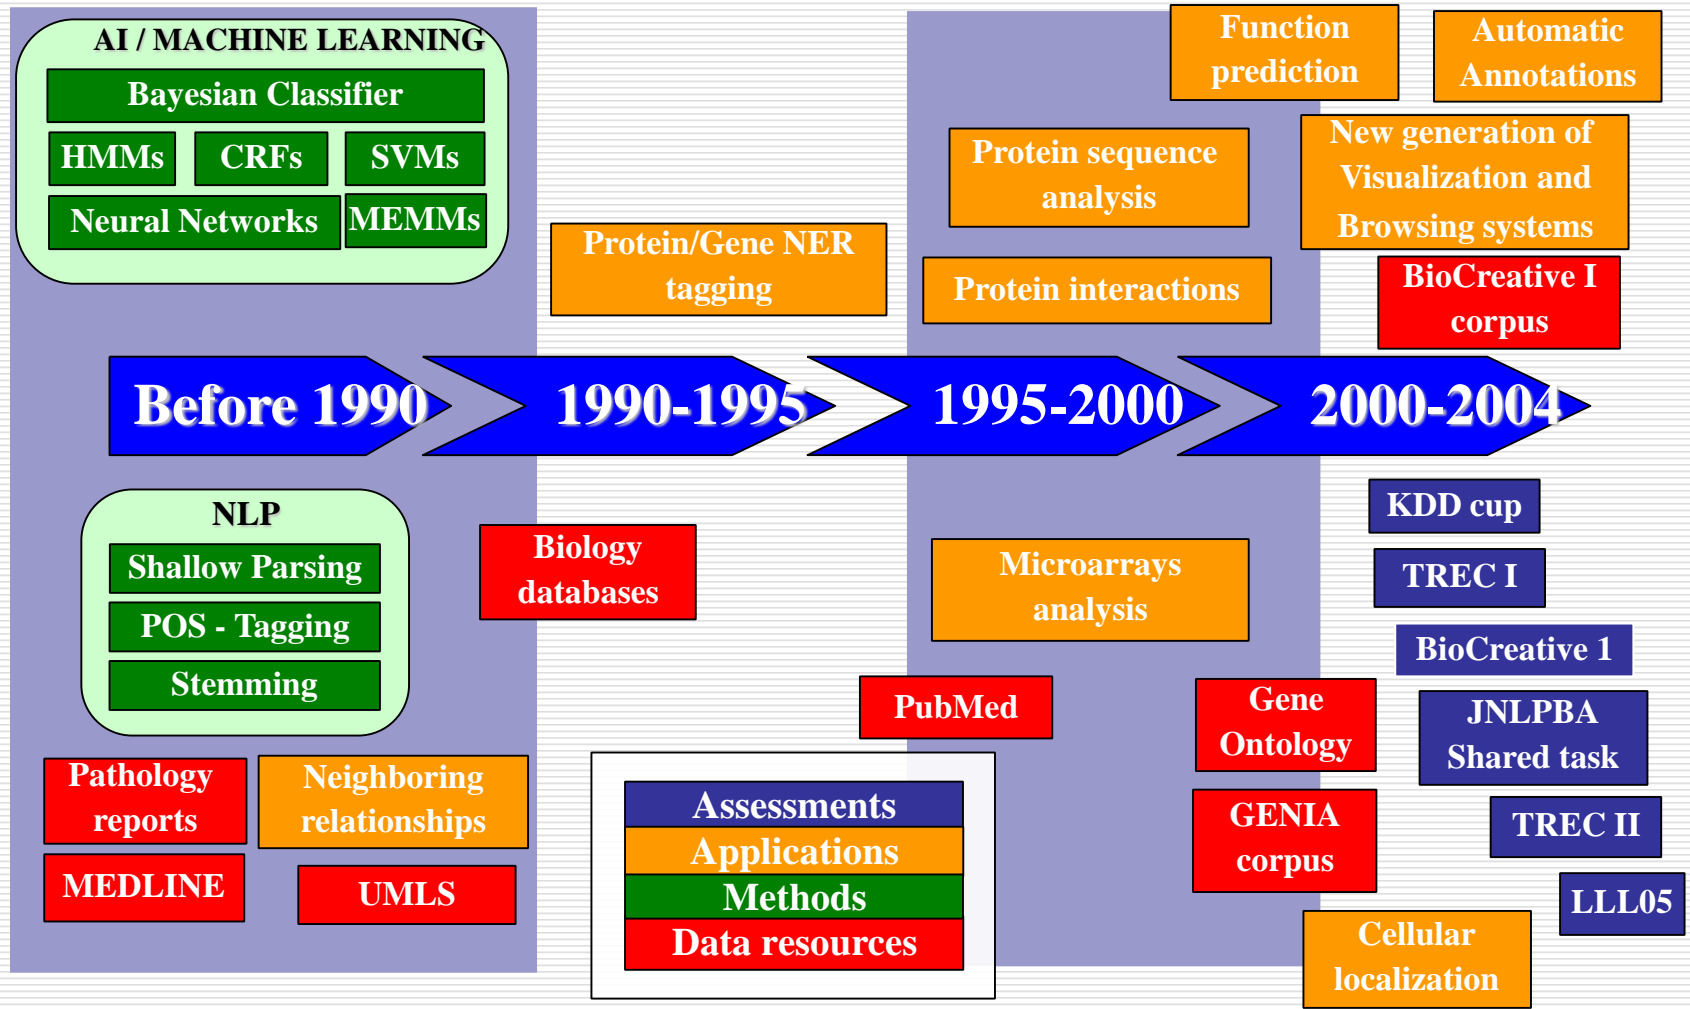 AI / MACHINE LEARNING
Bayesian Classifier
HMMs
CRFs
SVMs
Neural Networks
MEMMs
Protein/Gene NER
tagging
Function
prediction
Automatic
Annotations
Protein sequence
analysis
New generation of
Visualization and
Browsing systems
Protein interactions
BioCreative I
corpus
Before 1990
1990-1995
1995-2000
2000-2004
NLP
Shallow Parsing
POS - Tagging
Stemming
Biology
databases
Microarrays
analysis
KDD cup
TREC I
BioCreative 1
PubMed
Gene
Ontology
JNLPBA
Shared task
Pathology
reports
Neighboring
relationships
MEDLINE
UMLS
Assessments
Applications
Methods
Data resources
GENIA
corpus
TREC II
LLL05
Cellular
localization